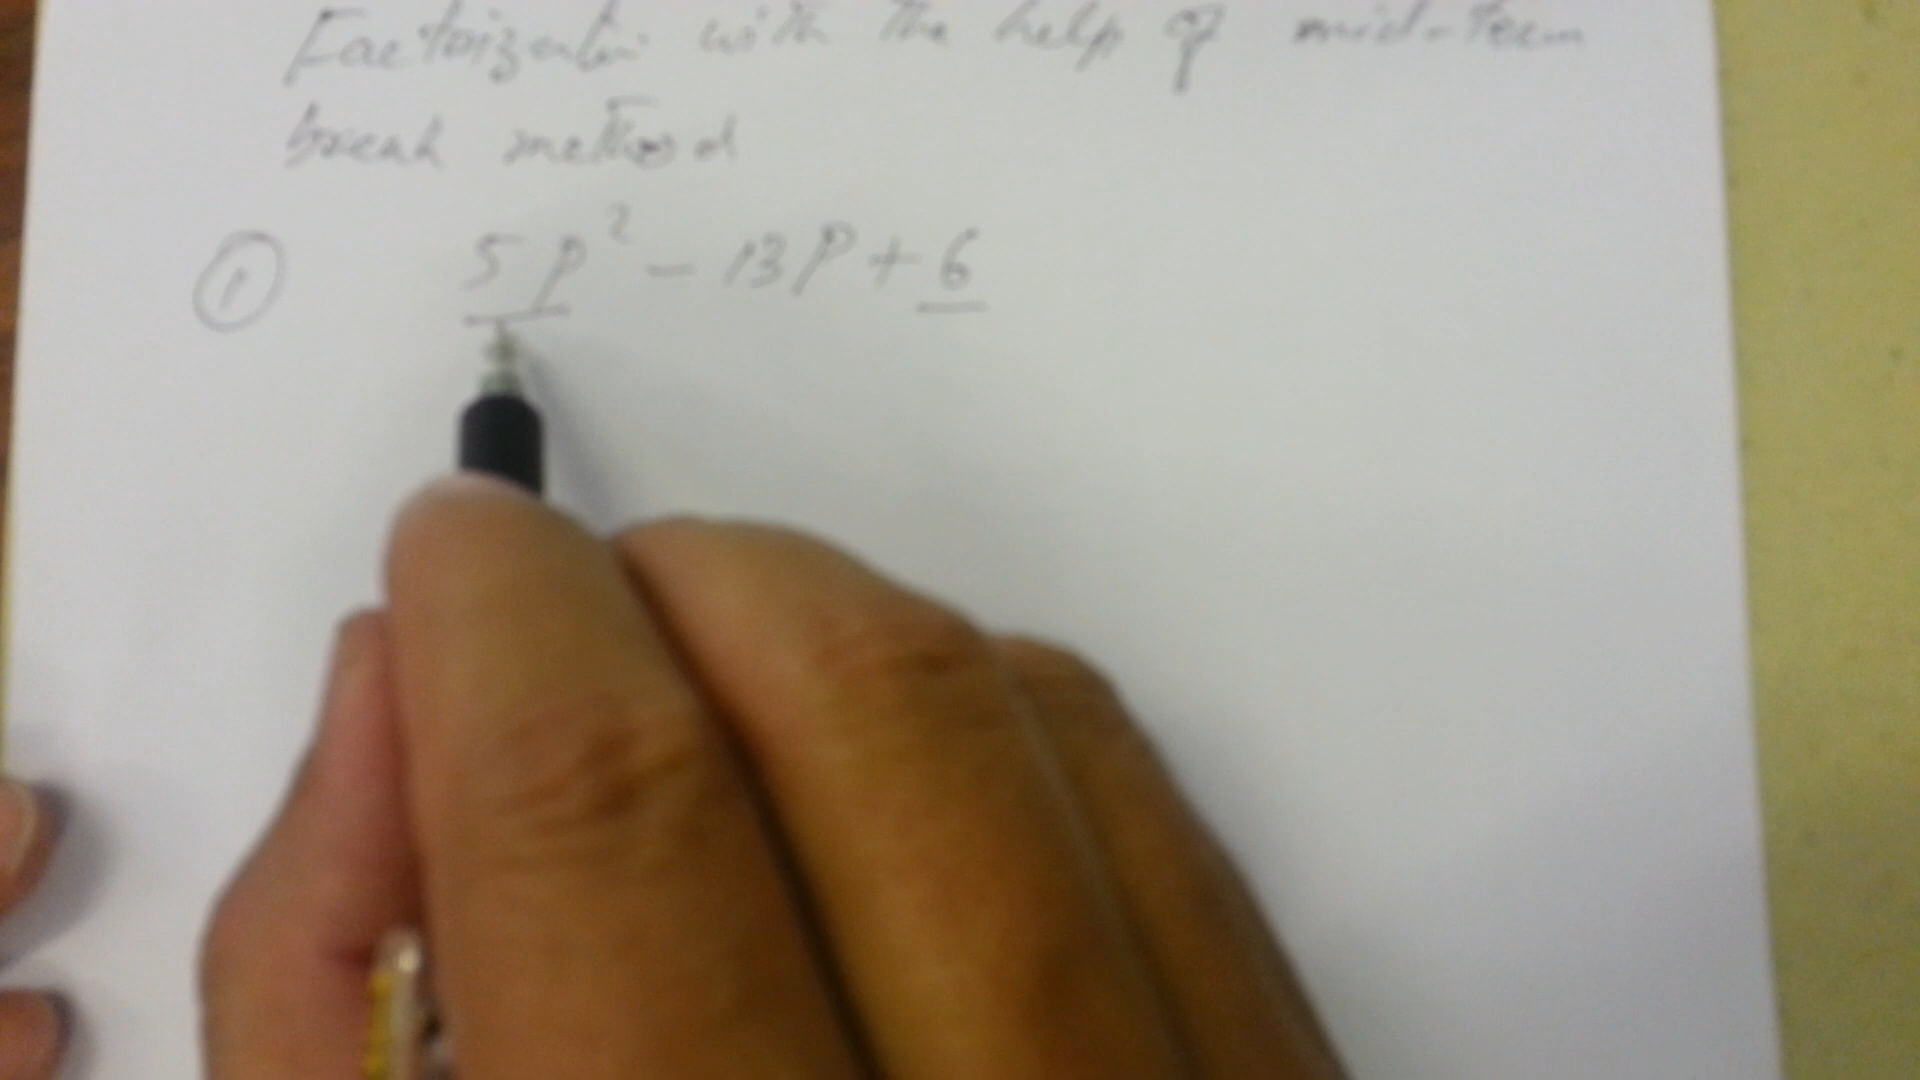 Factorization with the help of mid-term
break method
① 5p² - 13p + 6